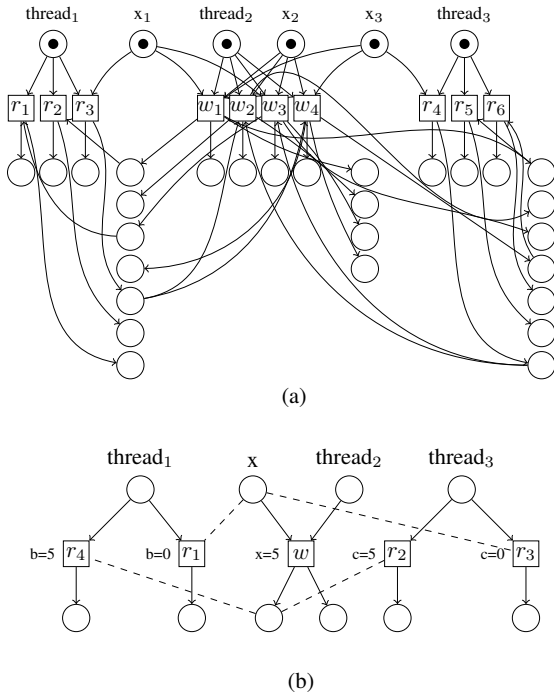 thread₁ x₁ thread₂ x₂ x₃ thread₃
r₁ r₂ r₃ w₁ w₂ w₃ w₄ r₄ r₅ r₆
(a)
thread₁ x thread₂ thread₃
b=5 r₄ b=0 r₁ x=5 w c=5 r₂ c=0 r₃
(b)